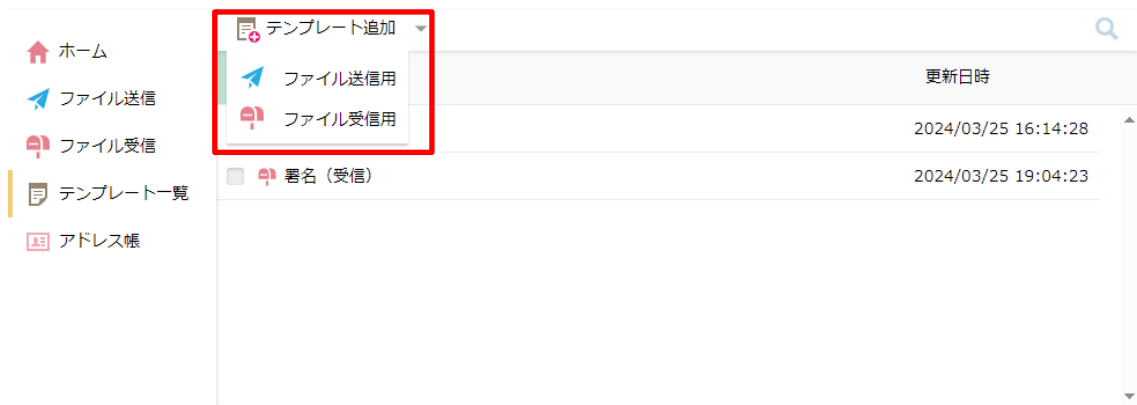 テンプレート追加
ホーム
ファイル送信用
更新日時
ファイル送信
ファイル受信用
2024/03/25 16:14:28
ファイル受信
署名（受信）
2024/03/25 19:04:23
テンプレート一覧
アドレス帳